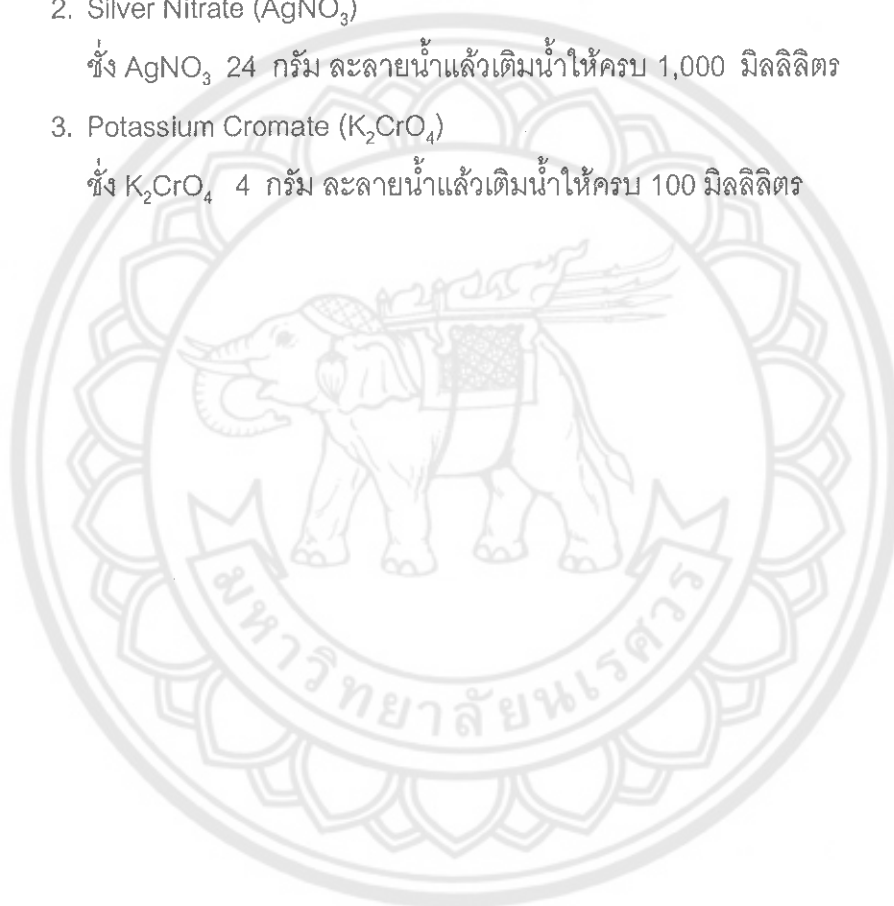 2. Silver Nitrate (AgNO₃)
ชั่ง AgNO₃ 24 กรัม ละลายน้ำแล้วเติมน้ำให้ครบ 1,000 มิลลิลิตร
3. Potassium Cromate (K₂CrO₄)
ชั่ง K₂CrO₄ 4 กรัม ละลายน้ำแล้วเติมน้ำให้ครบ 100 มิลลิลิตร
มหาวิทยาลัยนเรศวร